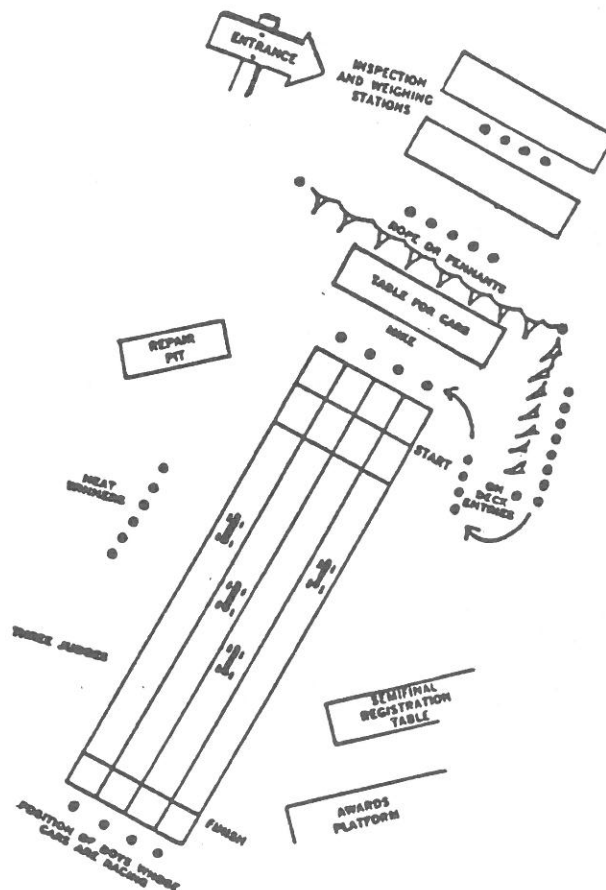 ENTRANCE
INSPECTION
AND WEIGHING
STATIONS
ROPE OR PENNANTS
TABLE FOR CARS
MIKE
REPAIR
PIT
START
ON
DECK
ENTRIES
HEAT
WINNERS
THREE JUDGES
SEMIFINAL
REGISTRATION
TABLE
AWARDS
PLATFORM
FINISH
POSITION OF BOYS WHOSE
CARS ARE RACING